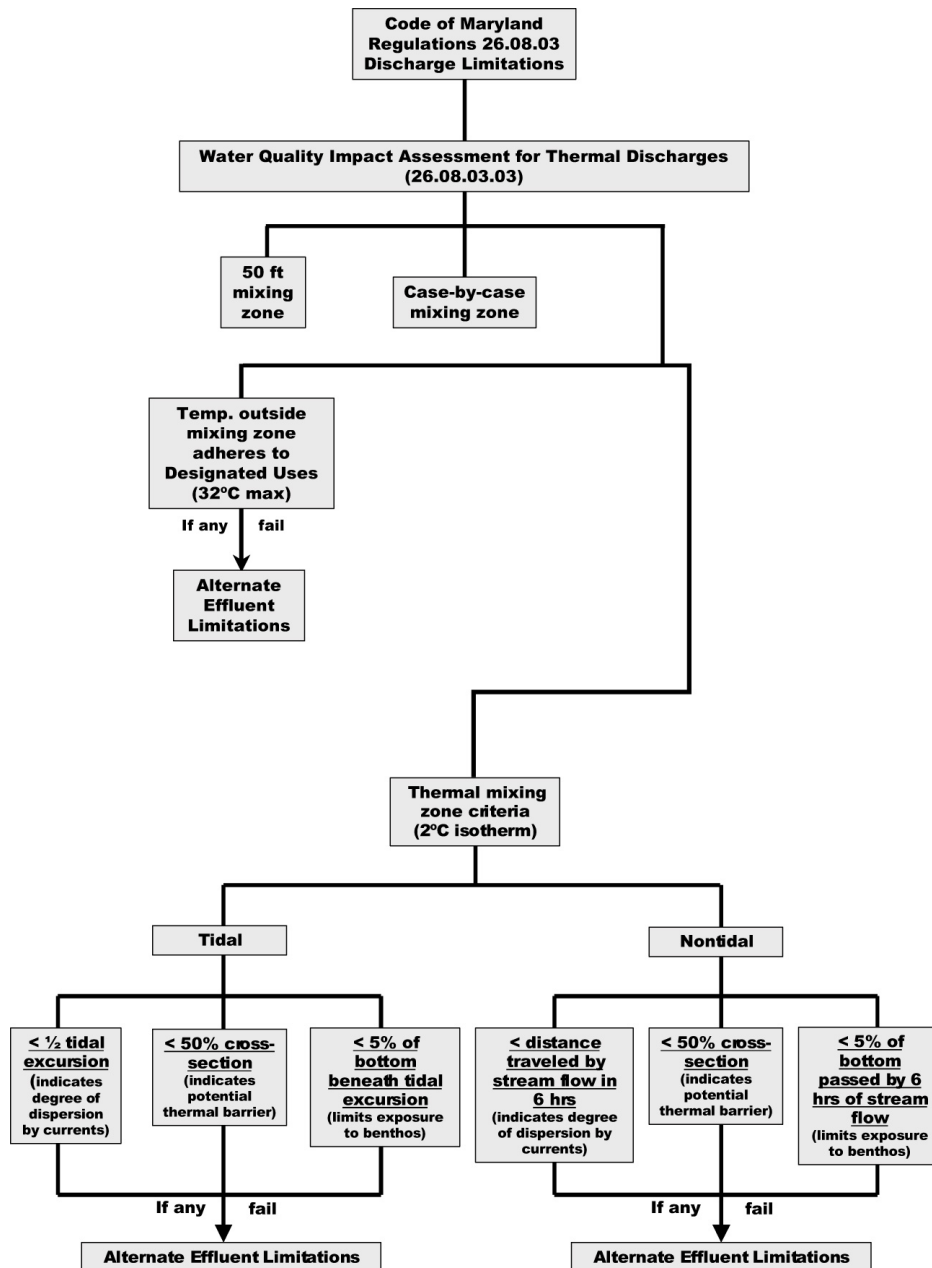 Code of Maryland
Regulations 26.08.03
Discharge Limitations
Water Quality Impact Assessment for Thermal Discharges
(26.08.03.03)
50 ft
mixing
zone
Case-by-case
mixing zone
Temp. outside
mixing zone
adheres to
Designated Uses
(32ºC max)
If any fail
Alternate
Effluent
Limitations
Thermal mixing
zone criteria
(2ºC isotherm)
Tidal
Nontidal
< ½ tidal
excursion
(indicates
degree of
dispersion
by currents)
< 50% cross-
section
(indicates
potential
thermal barrier)
< 5% of
bottom
beneath tidal
excursion
(limits exposure
to benthos)
< distance
traveled by
stream flow in
6 hrs
(indicates degree
of dispersion by
currents)
< 50% cross-
section
(indicates
potential
thermal barrier)
< 5% of
bottom
passed by 6
hrs of stream
flow
(limits exposure
to benthos)
If any fail
If any fail
Alternate Effluent Limitations
Alternate Effluent Limitations